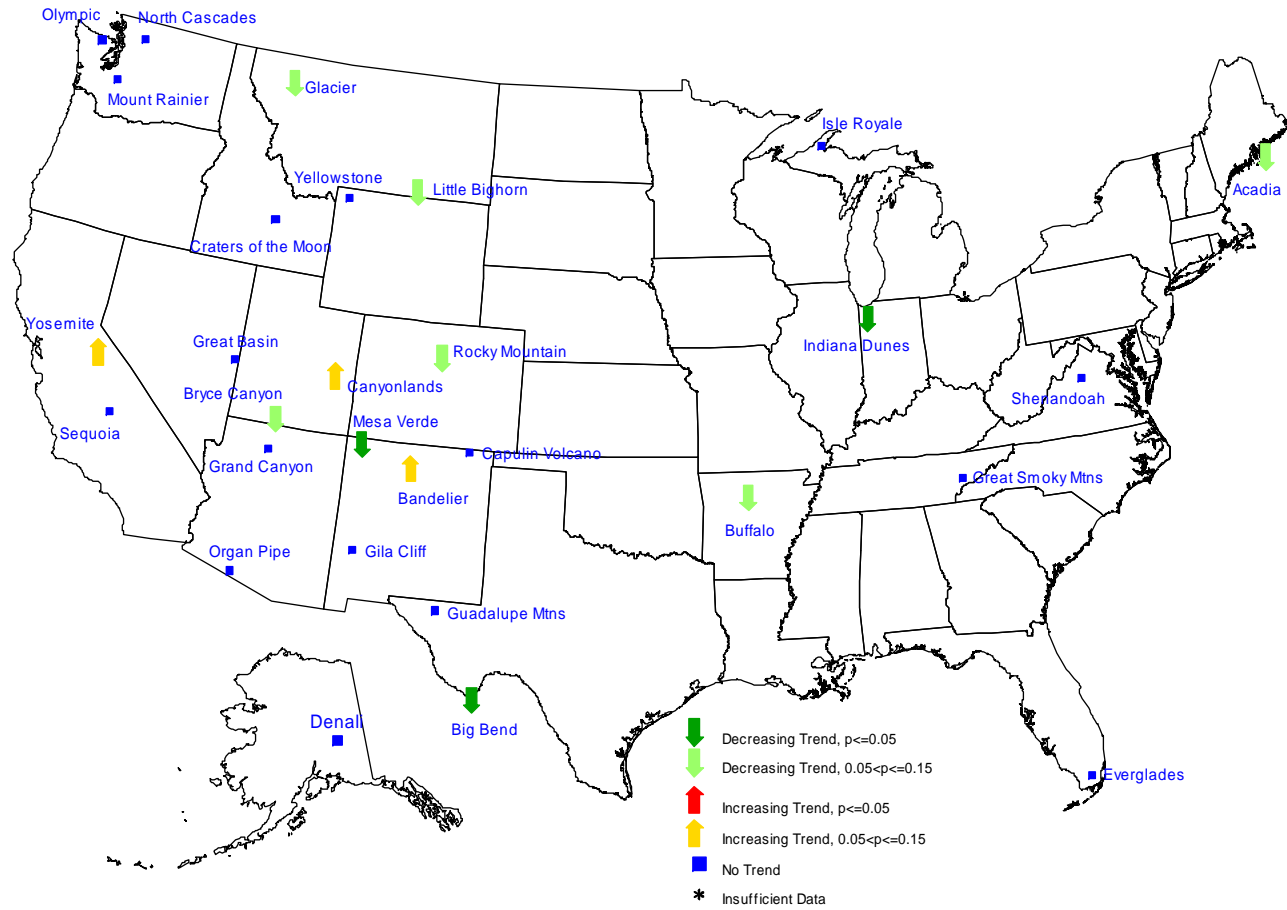 Olympic
North Cascades
Mount Rainier
Glacier
Isle Royale
Yellowstone
Little Bighorn
Acadia
Craters of the Moon
Yosemite
Great Basin
Rocky Mountain
Indiana Dunes
Canyonlands
Bryce Canyon
Shenandoah
Mesa Verde
Sequoia
Grand Canyon
Capulin Volcano
Great Smoky Mtns
Bandelier
Buffalo
Organ Pipe
Gila Cliff
Guadalupe Mtns
Denali
Big Bend
Everglades
Decreasing Trend, p<=0.05
Decreasing Trend, 0.05<p<=0.15
Increasing Trend, p<=0.05
Increasing Trend, 0.05<p<=0.15
No Trend
Insufficient Data